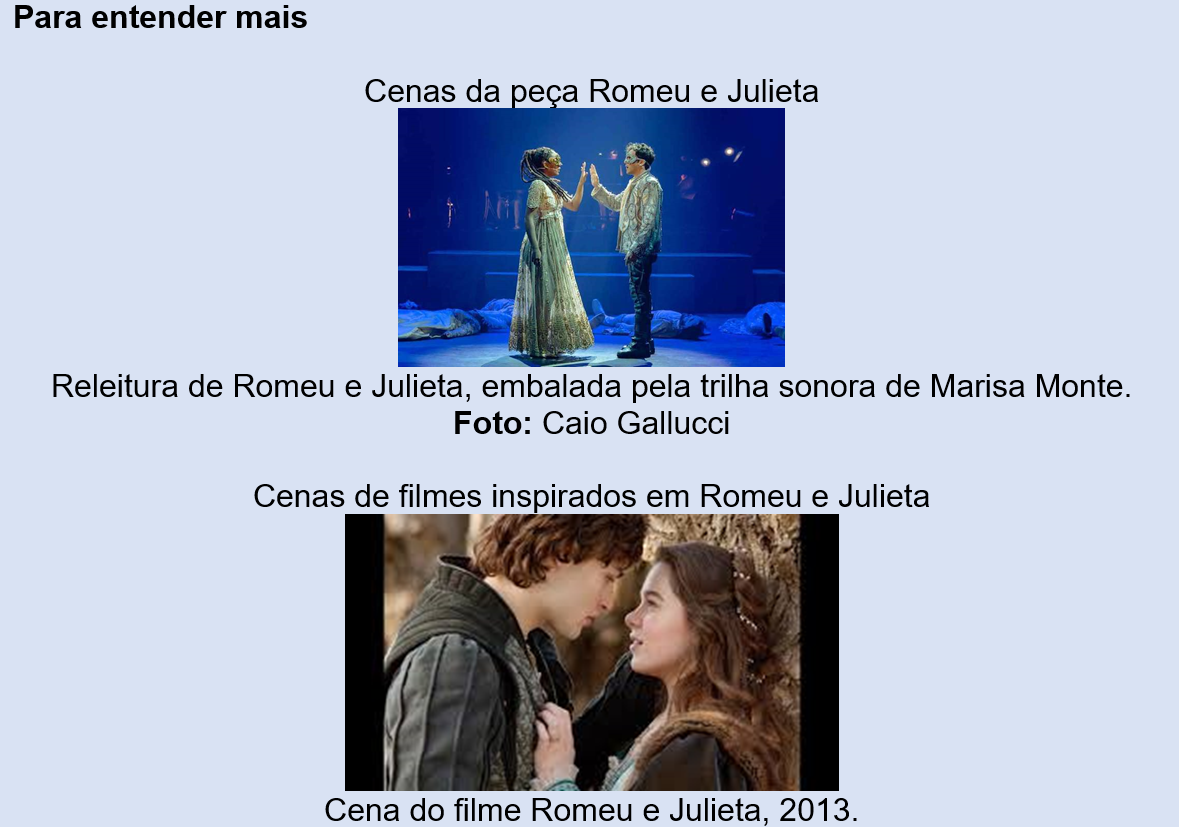 Para entender mais
Cenas da peça Romeu e Julieta
Releitura de Romeu e Julieta, embalada pela trilha sonora de Marisa Monte.
Foto: Caio Gallucci
Cenas de filmes inspirados em Romeu e Julieta
Cena do filme Romeu e Julieta, 2013.